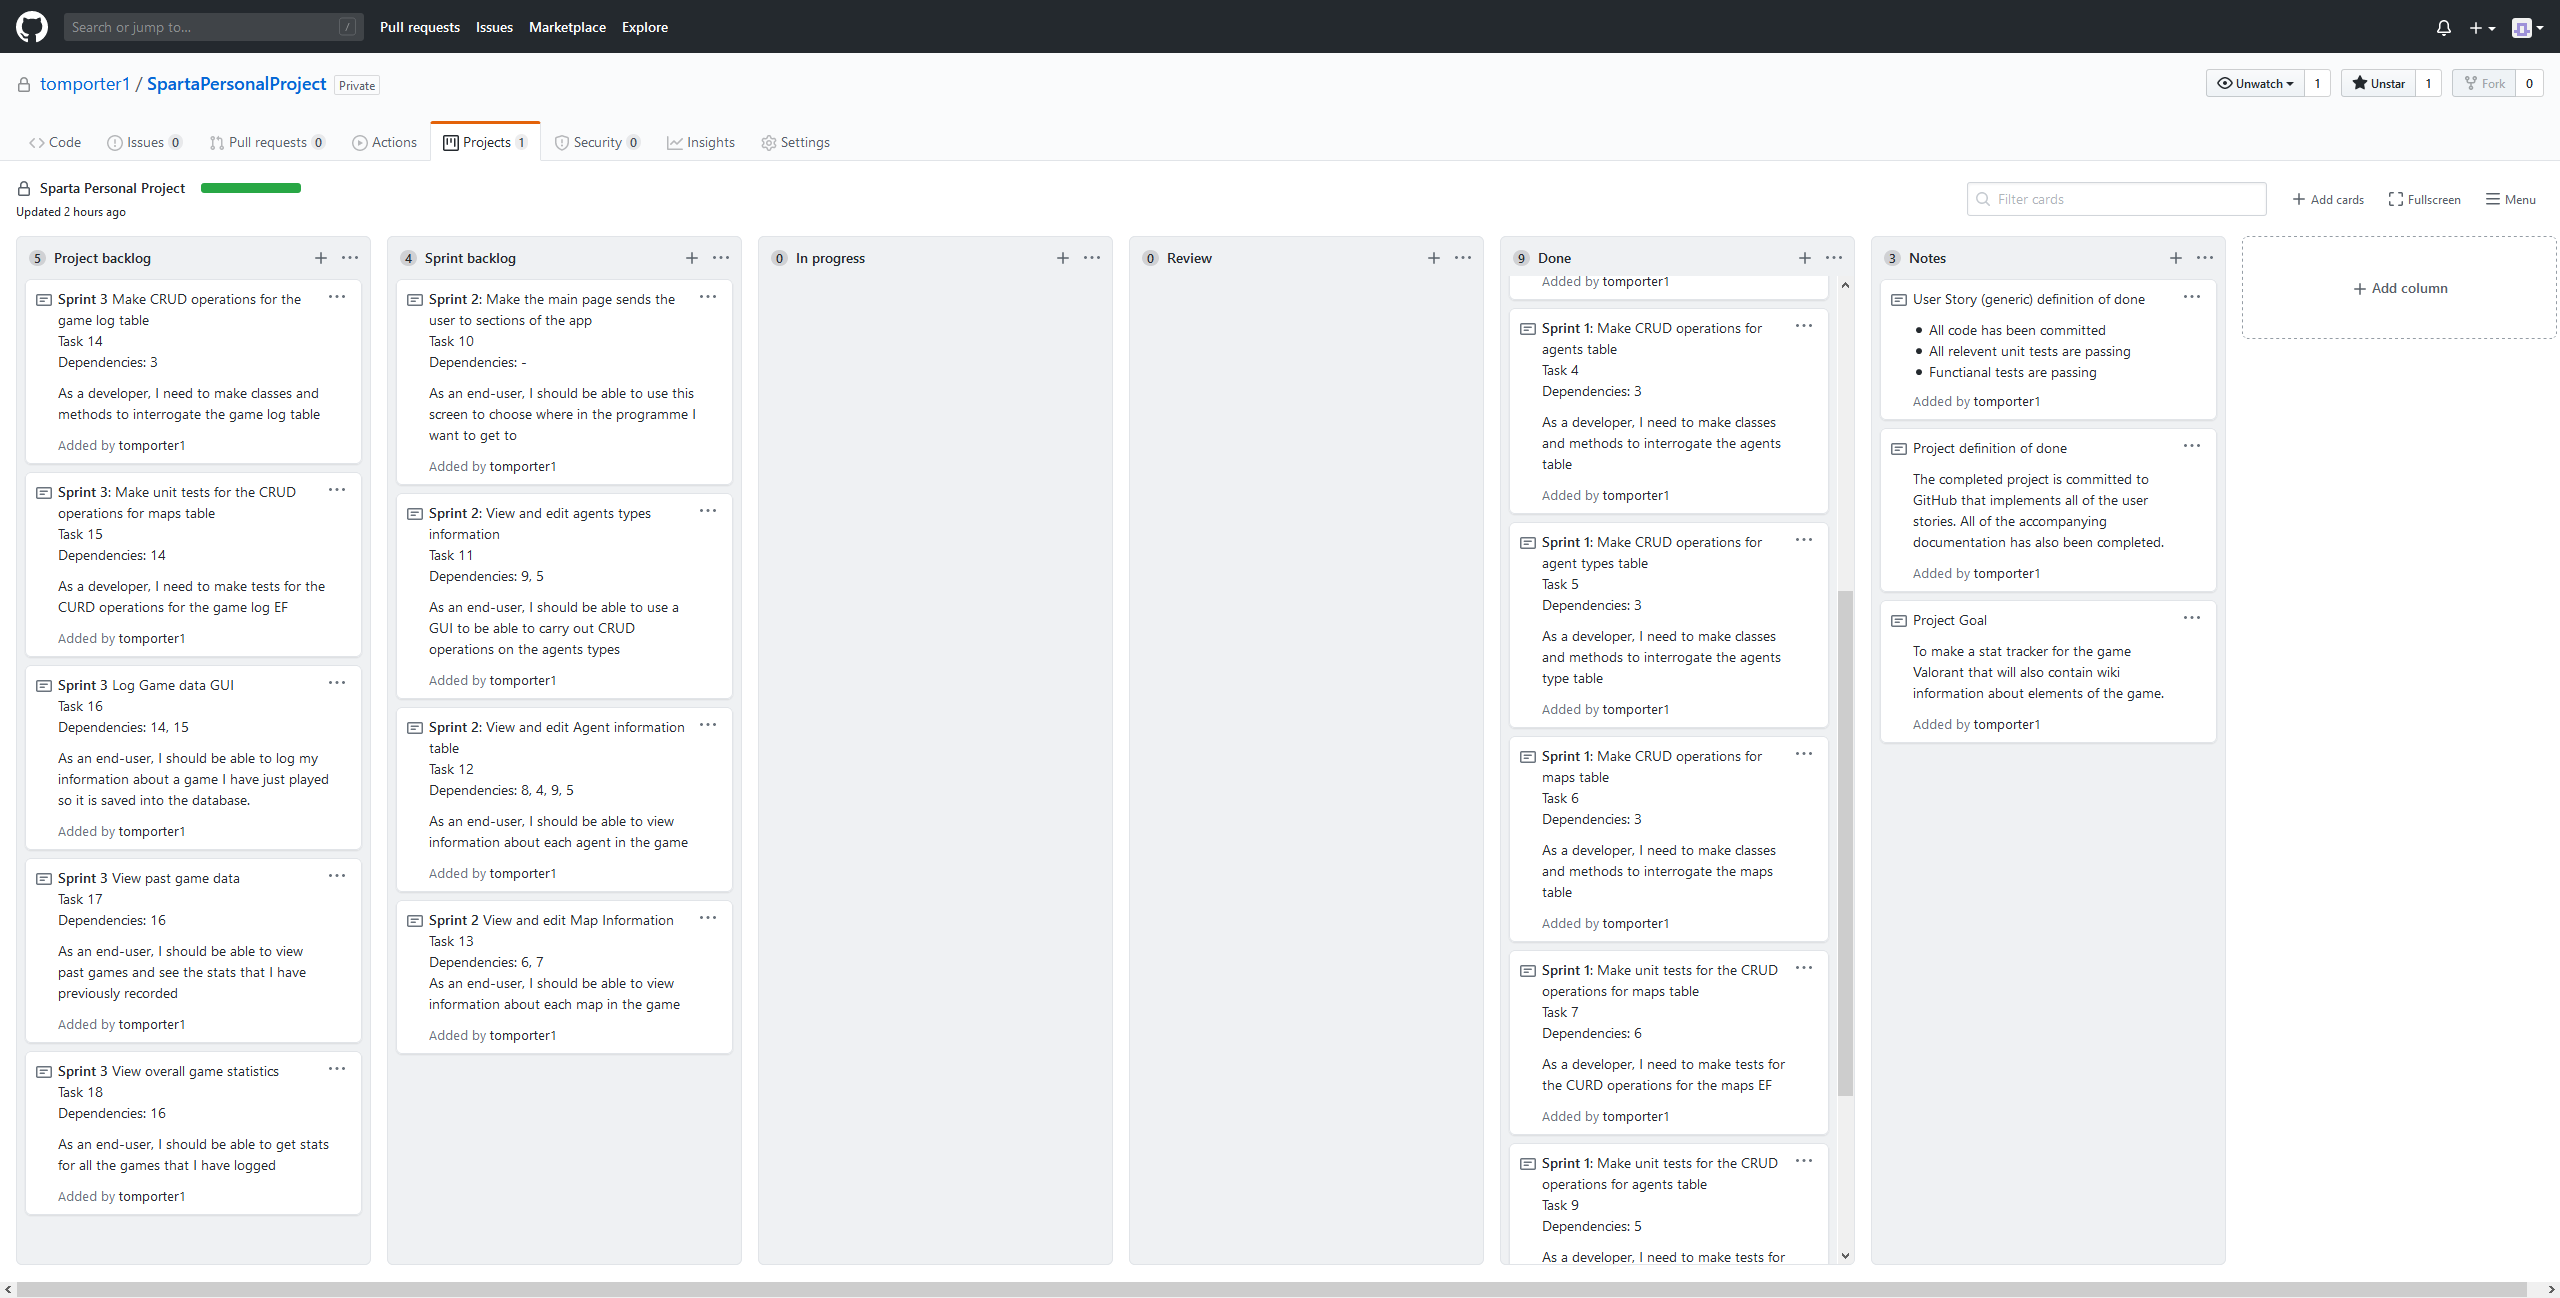 Search or jump to...
/
Pull requests
Issues
Marketplace
Explore
tomporter1 / SpartaPersonalProject
Private
Unwatch
1
Unstar
1
Fork
0
Code
Issues 0
Pull requests 0
Actions
Projects 1
Security 0
Insights
Settings
Sparta Personal Project
Updated 2 hours ago
Filter cards
Add cards
Fullscreen
Menu
5 Project backlog
Sprint 3 Make CRUD operations for the
game log table
Task 14
Dependencies: 3
As a developer, I need to make classes and
methods to interrogate the game log table
Added by tomporter1
Sprint 3: Make unit tests for the CRUD
operations for maps table
Task 15
Dependencies: 14
As a developer, I need to make tests for the
CURD operations for the game log EF
Added by tomporter1
Sprint 3 Log Game data GUI
Task 16
Dependencies: 14, 15
As an end-user, I should be able to log my
information about a game I have just played
so it is saved into the database.
Added by tomporter1
Sprint 3 View past game data
Task 17
Dependencies: 16
As an end-user, I should be able to view
past games and see the stats that I have
previously recorded
Added by tomporter1
Sprint 3 View overall game statistics
Task 18
Dependencies: 16
As an end-user, I should be able to get stats
for all the games that I have logged
Added by tomporter1
4 Sprint backlog
Sprint 2: Make the main page sends the
user to sections of the app
Task 10
Dependencies: -
As an end-user, I should be able to use this
screen to choose where in the programme I
want to get to
Added by tomporter1
Sprint 2: View and edit agents types
information
Task 11
Dependencies: 9, 5
As an end-user, I should be able to use a
GUI to be able to carry out CRUD
operations on the agents types
Added by tomporter1
Sprint 2: View and edit Agent information
table
Task 12
Dependencies: 8, 4, 9, 5
As an end-user, I should be able to view
information about each agent in the game
Added by tomporter1
Sprint 2 View and edit Map Information
Task 13
Dependencies: 6, 7
As an end-user, I should be able to view
information about each map in the game
Added by tomporter1
0 In progress
0 Review
9 Done
Added by tomporter1
Sprint 1: Make CRUD operations for
agents table
Task 4
Dependencies: 3
As a developer, I need to make classes
and methods to interrogate the agents
table
Added by tomporter1
Sprint 1: Make CRUD operations for
agent types table
Task 5
Dependencies: 3
As a developer, I need to make classes
and methods to interrogate the agents
type table
Added by tomporter1
Sprint 1: Make CRUD operations for
maps table
Task 6
Dependencies: 3
As a developer, I need to make classes
and methods to interrogate the maps
table
Added by tomporter1
Sprint 1: Make unit tests for the CRUD
operations for maps table
Task 7
Dependencies: 6
As a developer, I need to make tests for
the CURD operations for the maps EF
Added by tomporter1
Sprint 1: Make unit tests for the CRUD
operations for agents table
Task 9
Dependencies: 5
As a developer, I need to make tests for
3 Notes
User Story (generic) definition of done
• All code has been committed
• All relevent unit tests are passing
• Functianal tests are passing
Added by tomporter1
Project definition of done
The completed project is committed to
GitHub that implements all of the user
stories. All of the accompanying
documentation has also been completed.
Added by tomporter1
Project Goal
To make a stat tracker for the game
Valorant that will also contain wiki
information about elements of the game.
Added by tomporter1
Add column